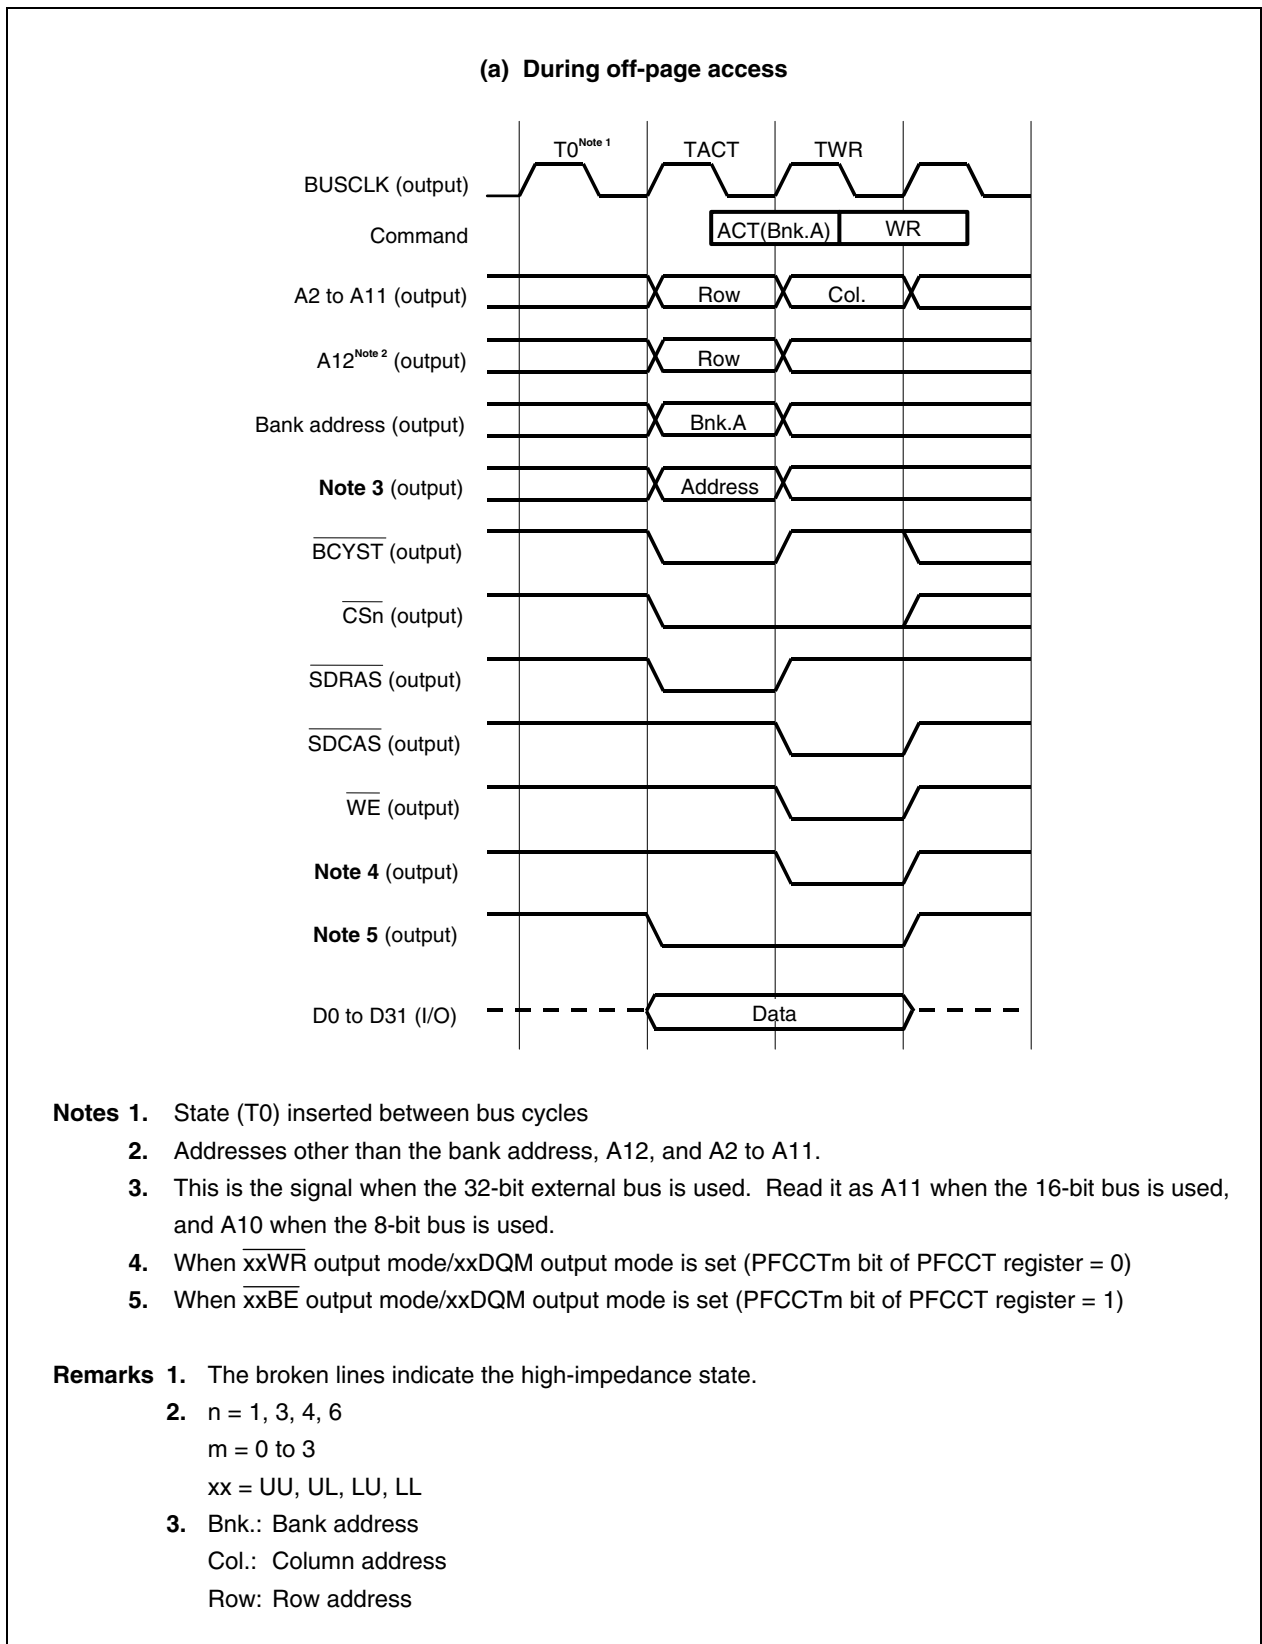 (a) During off-page access
T0Note 1 TACT TWR
BUSCLK (output)
Command ACT(Bnk.A) WR
A2 to A11 (output) Row Col.
A12Note 2 (output) Row
Bank address (output) Bnk.A
Note 3 (output) Address
BCYST (output)
CSn (output)
SDRAS (output)
SDCAS (output)
WE (output)
Note 4 (output)
Note 5 (output)
D0 to D31 (I/O) Data
Notes 1. State (T0) inserted between bus cycles
2. Addresses other than the bank address, A12, and A2 to A11.
3. This is the signal when the 32-bit external bus is used. Read it as A11 when the 16-bit bus is used,
and A10 when the 8-bit bus is used.
4. When xxWR output mode/xxDQM output mode is set (PFCCTm bit of PFCCT register = 0)
5. When xxBE output mode/xxDQM output mode is set (PFCCTm bit of PFCCT register = 1)
Remarks 1. The broken lines indicate the high-impedance state.
2. n = 1, 3, 4, 6
m = 0 to 3
xx = UU, UL, LU, LL
3. Bnk.: Bank address
Col.: Column address
Row: Row address